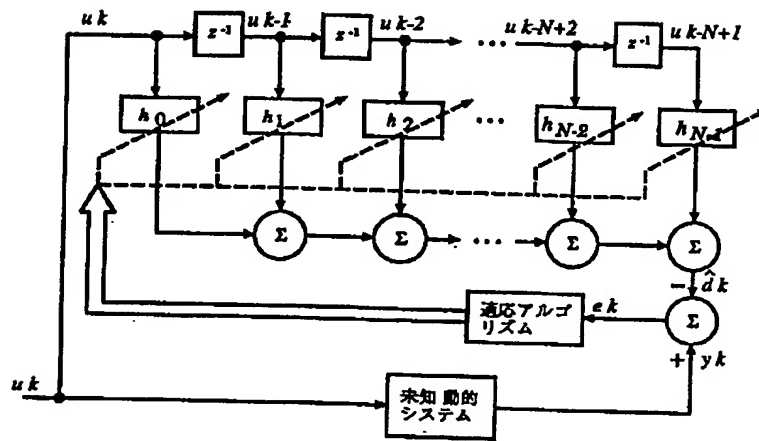 u k
z⁻¹
u k-1
z⁻¹
u k-2
...
u k-N+2
z⁻¹
u k-N+1
h 0
h 1
h 2
...
h N-2
h N-1
Σ
Σ
...
Σ
Σ
− d̂ k
適応アルゴ
リズム
e k
Σ
+ y k
u k
未知 動的
システム